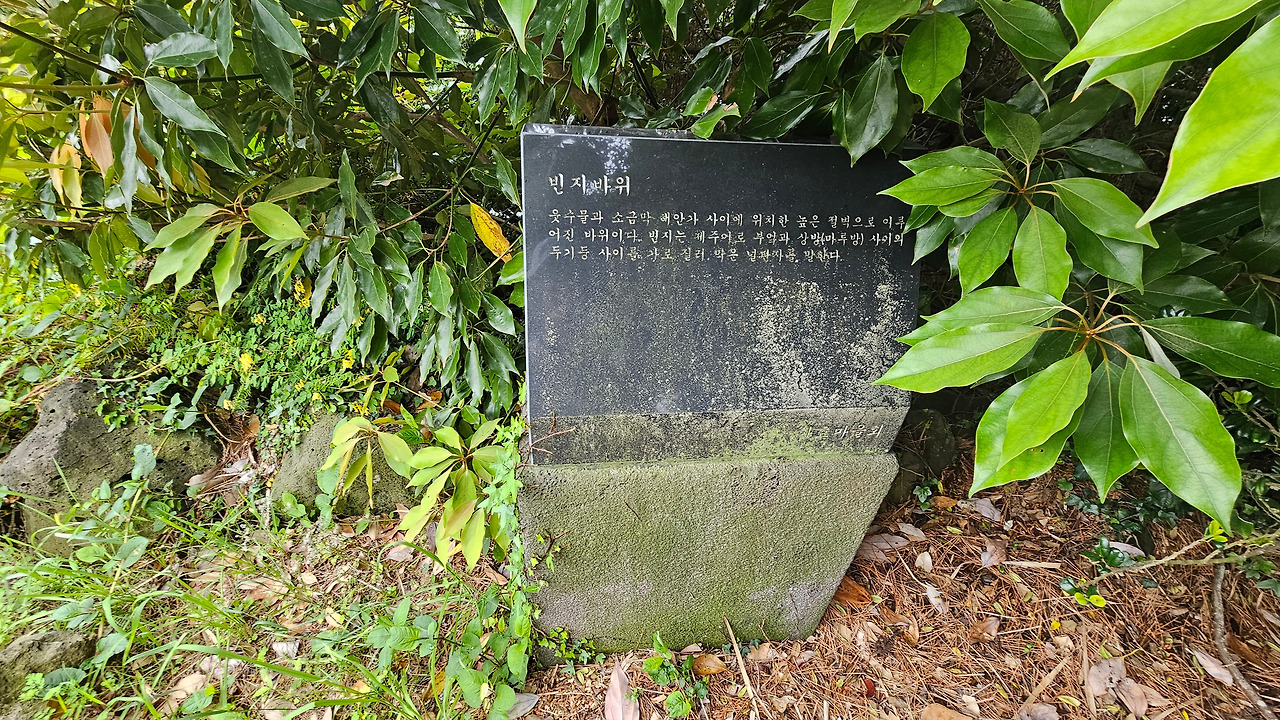 빈지바위
웃수물과 소금막 해안가 사이에 위치한 높은 절벽으로 이루
어진 바위이다. 빈지는 제주어로 부엌과 상방(마루방) 사이의
두기둥 사이를 가로 질러 막은 널판지를 말한다.